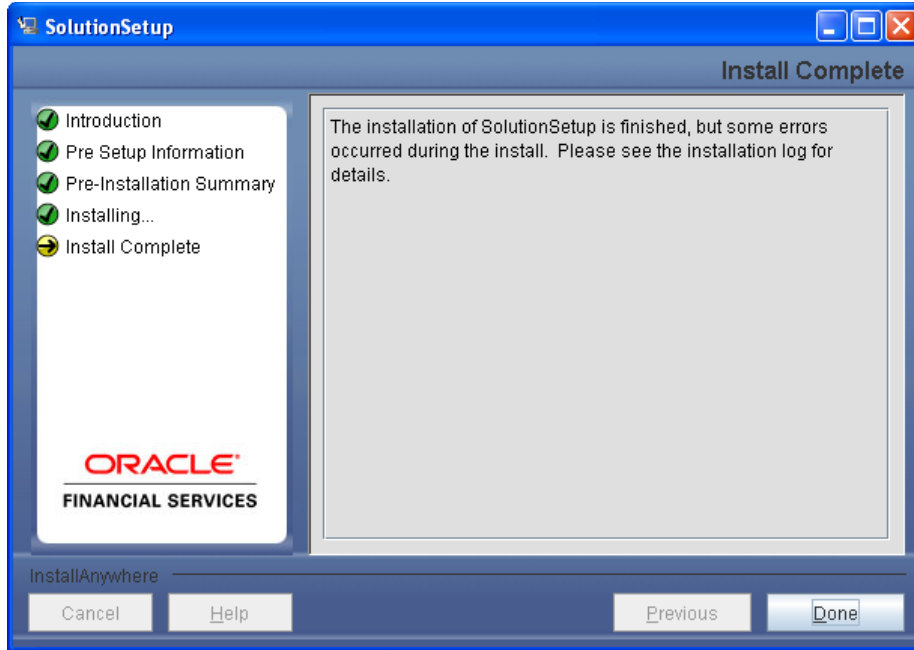 SolutionSetup
Install Complete
Introduction
Pre Setup Information
Pre-Installation Summary
Installing...
Install Complete
The installation of SolutionSetup is finished, but some errors
occurred during the install.  Please see the installation log for
details.
ORACLE
FINANCIAL SERVICES
InstallAnywhere
Cancel
Help
Previous
Done